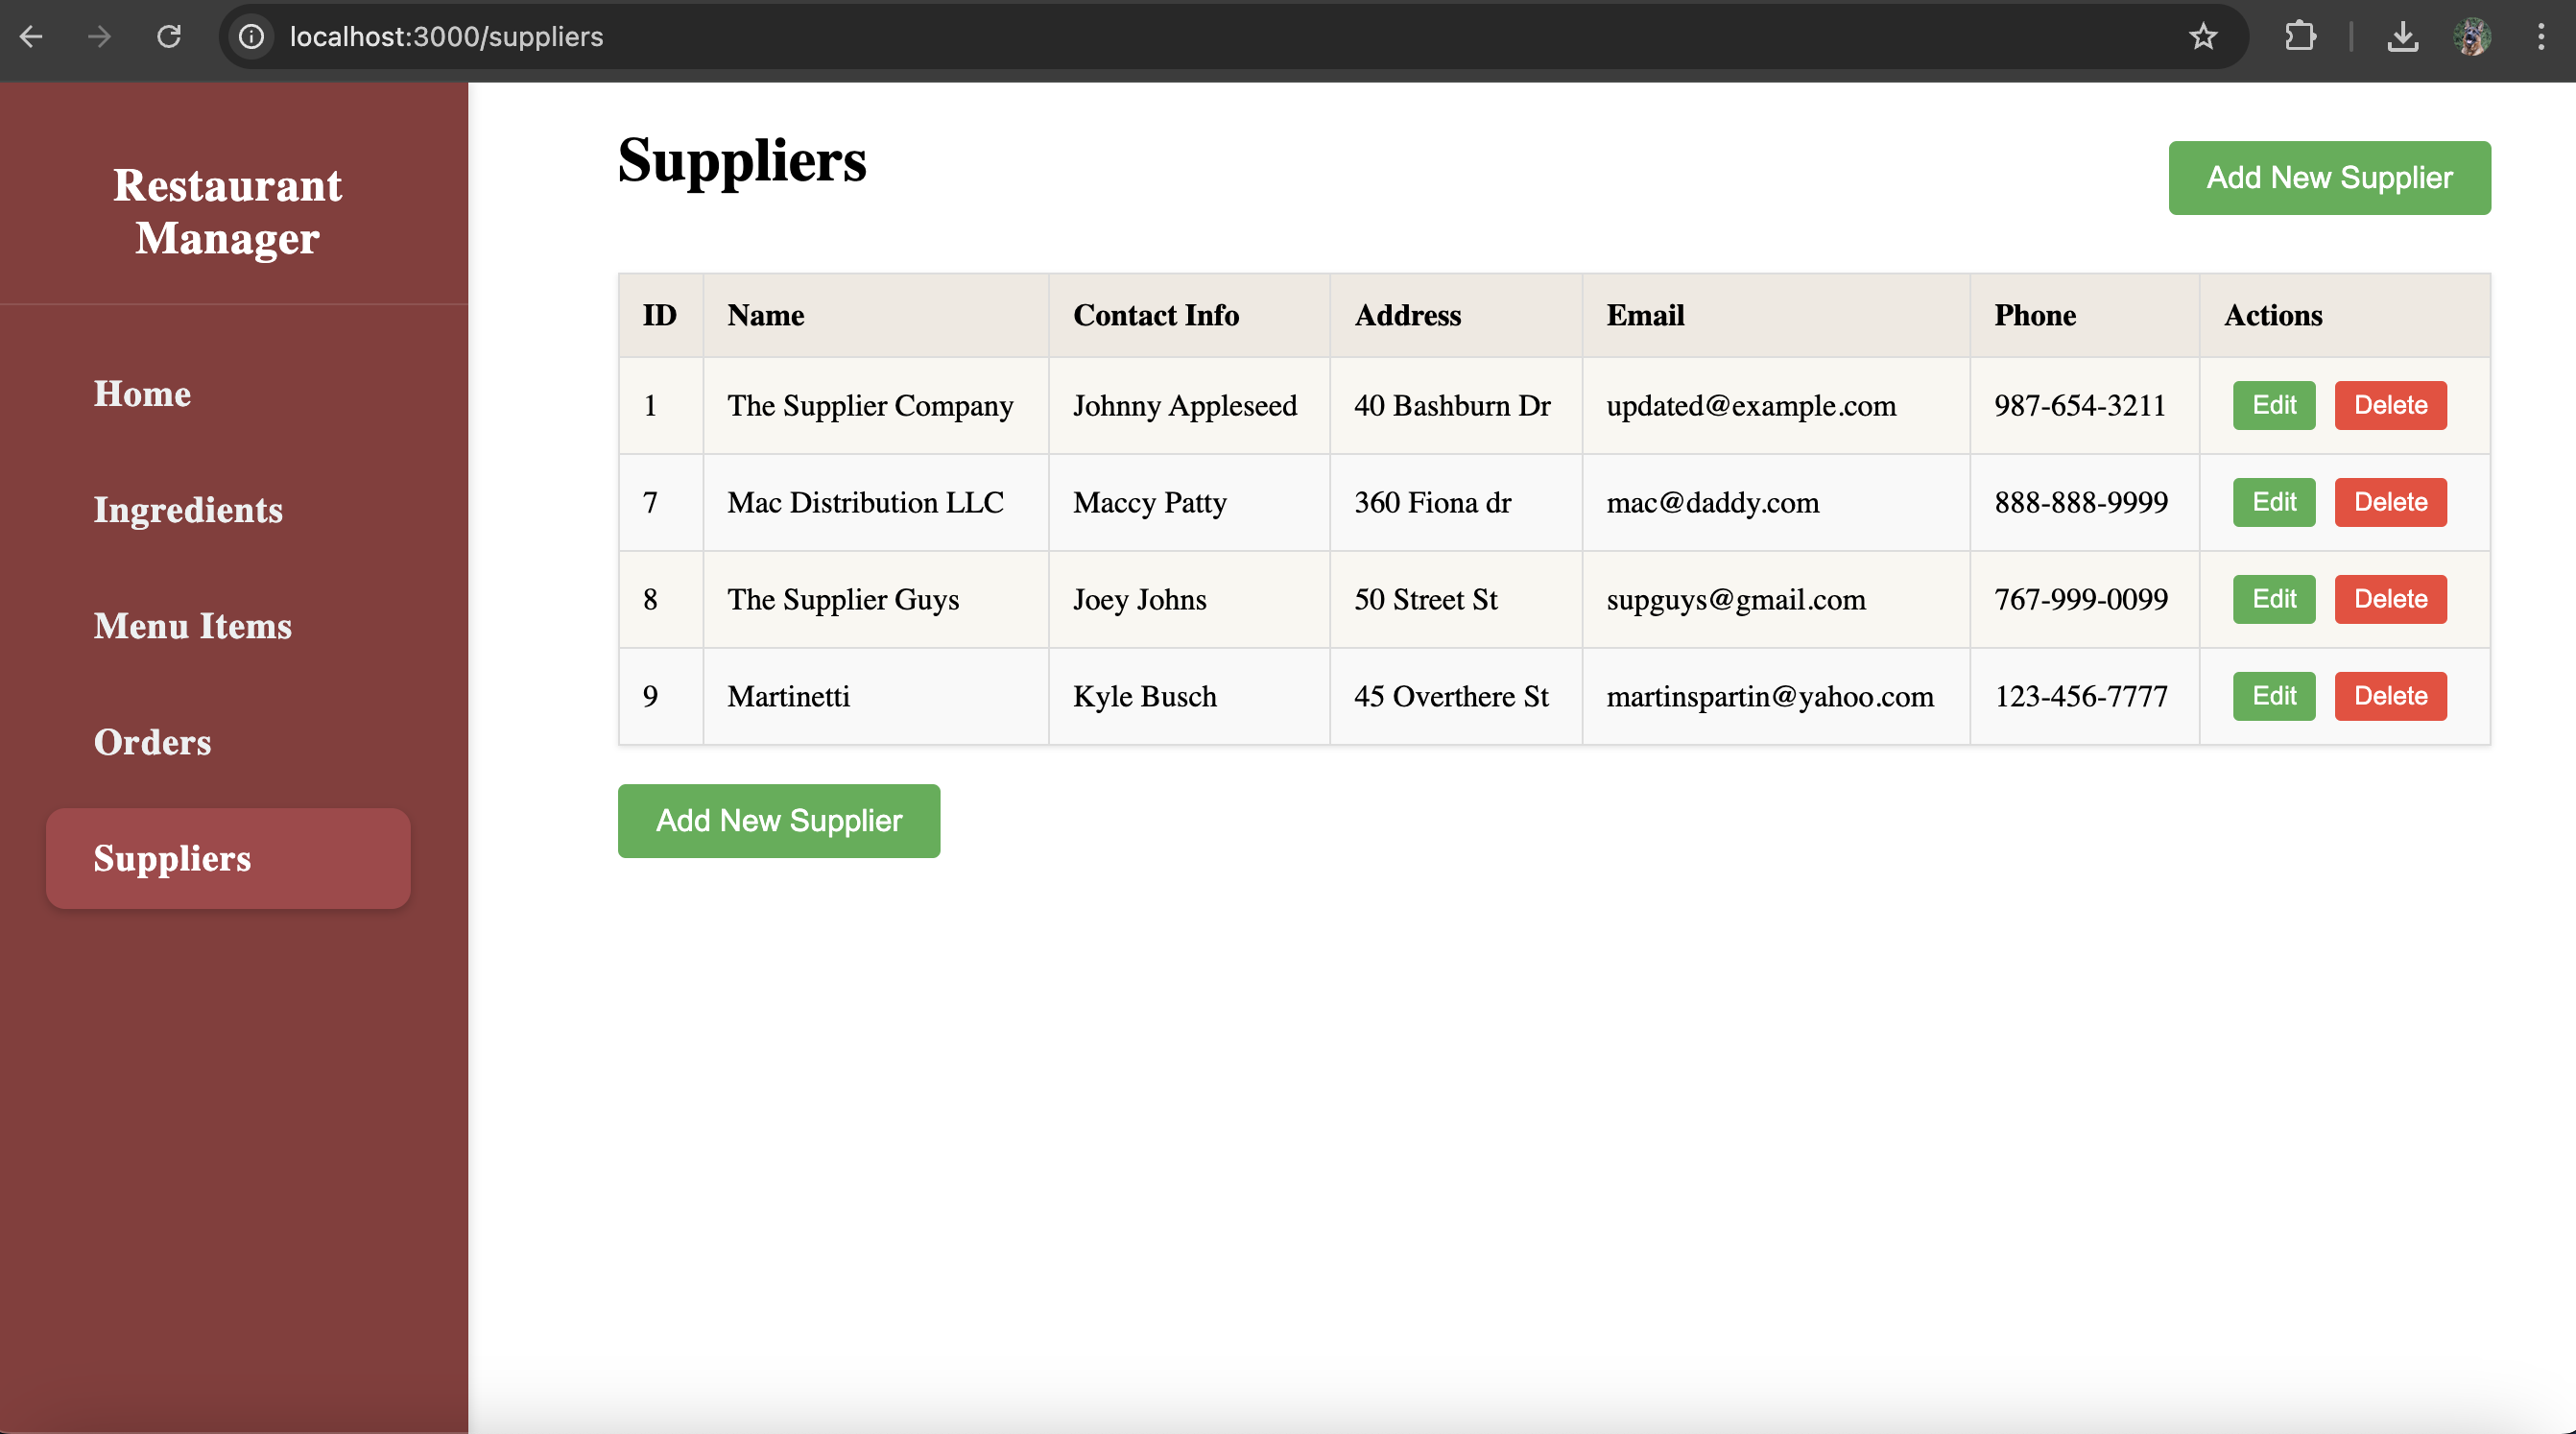 localhost:3000/suppliers
Restaurant
Manager
Home
Ingredients
Menu Items
Orders
Suppliers
Suppliers
Add New Supplier
ID Name Contact Info Address Email Phone Actions
1 The Supplier Company Johnny Appleseed 40 Bashburn Dr updated@example.com 987-654-3211 Edit Delete
7 Mac Distribution LLC Maccy Patty 360 Fiona dr mac@daddy.com 888-888-9999 Edit Delete
8 The Supplier Guys Joey Johns 50 Street St supguys@gmail.com 767-999-0099 Edit Delete
9 Martinetti Kyle Busch 45 Overthere St martinspartin@yahoo.com 123-456-7777 Edit Delete
Add New Supplier